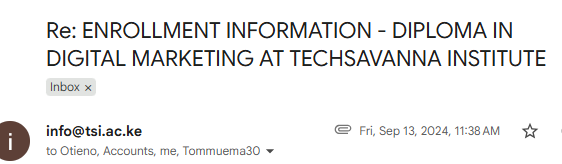 Re: ENROLLMENT INFORMATION - DIPLOMA IN
DIGITAL MARKETING AT TECHSAVANNA INSTITUTE
Inbox ×
i
info@tsi.ac.ke
Fri, Sep 13, 2024, 11:38 AM
to Otieno, Accounts, me, Tommuema30